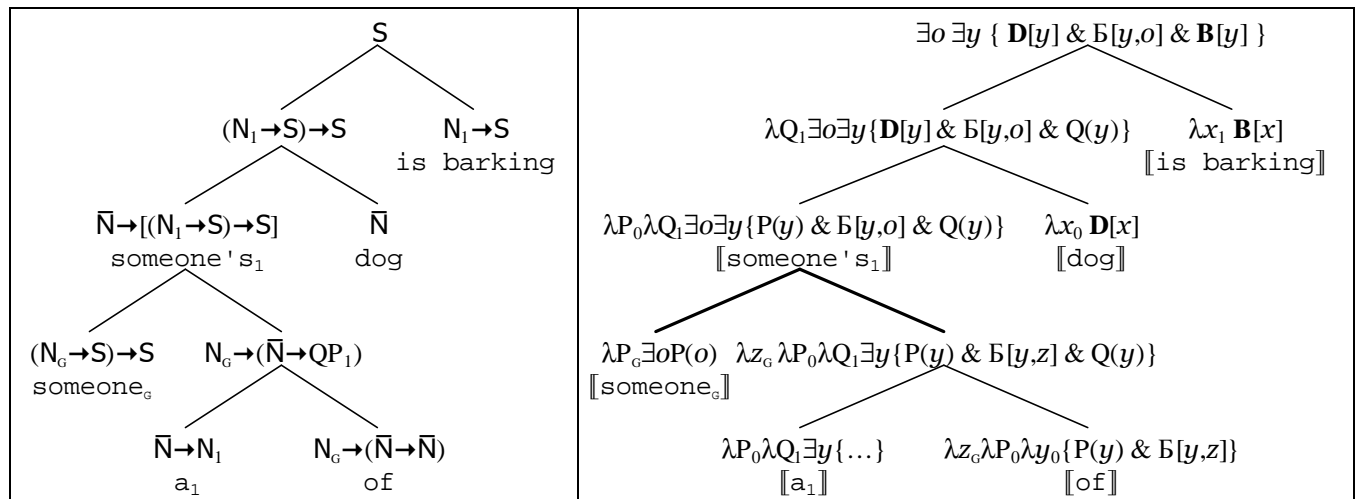 S
(N₁→S)→S N₁→S
is barking
N̄→[(N₁→S)→S] N̄
someone's₁ dog
(N_G→S)→S N_G→(N̄→QP₁)
someone_G
N̄→N₁ N_G→(N̄→N̄)
a₁ of
∃o ∃y { D[y] & Б[y,o] & B[y] }
λQ₁∃o∃y{D[y] & Б[y,o] & Q(y)} λx₁ B[x]
⟦is barking⟧
λP₀λQ₁∃o∃y{P(y) & Б[y,o] & Q(y)} λx₀ D[x]
⟦someone's₁⟧ ⟦dog⟧
λP_G∃oP(o) λz_G λP₀λQ₁∃y{P(y) & Б[y,z] & Q(y)}
⟦someone_G⟧
λP₀λQ₁∃y{…} λz_GλP₀λy₀{P(y) & Б[y,z]}
⟦a₁⟧ ⟦of⟧